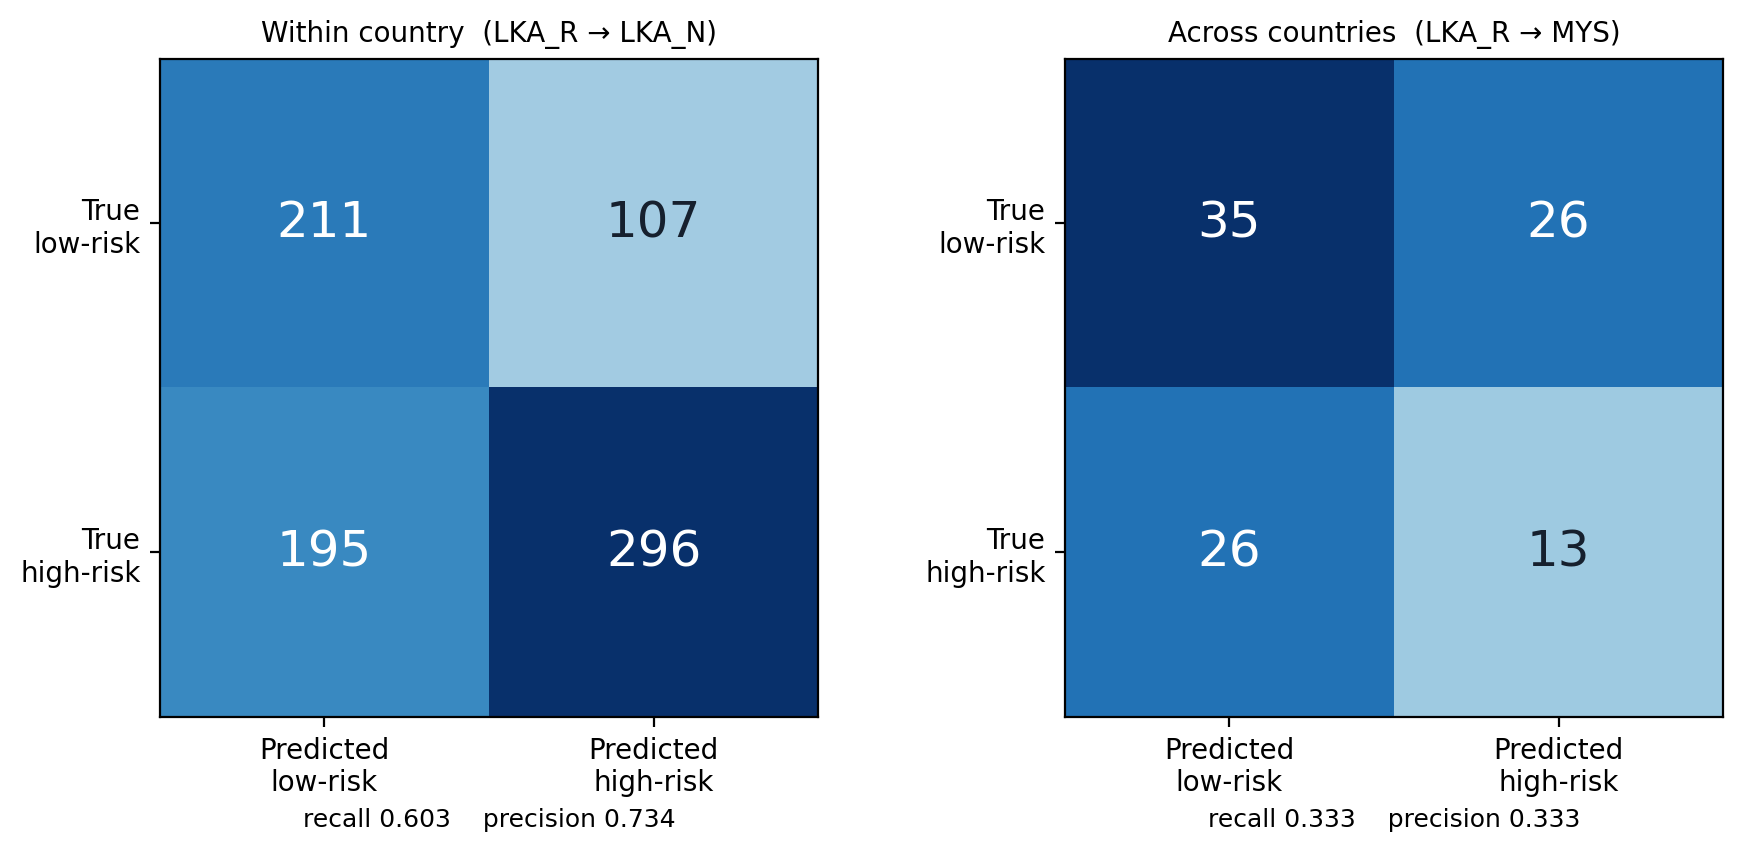 Within country  (LKA_R → LKA_N)
True
low-risk
211
107
True
high-risk
195
296
Predicted
low-risk
Predicted
high-risk
recall 0.603    precision 0.734
Across countries  (LKA_R → MYS)
True
low-risk
35
26
True
high-risk
26
13
Predicted
low-risk
Predicted
high-risk
recall 0.333    precision 0.333